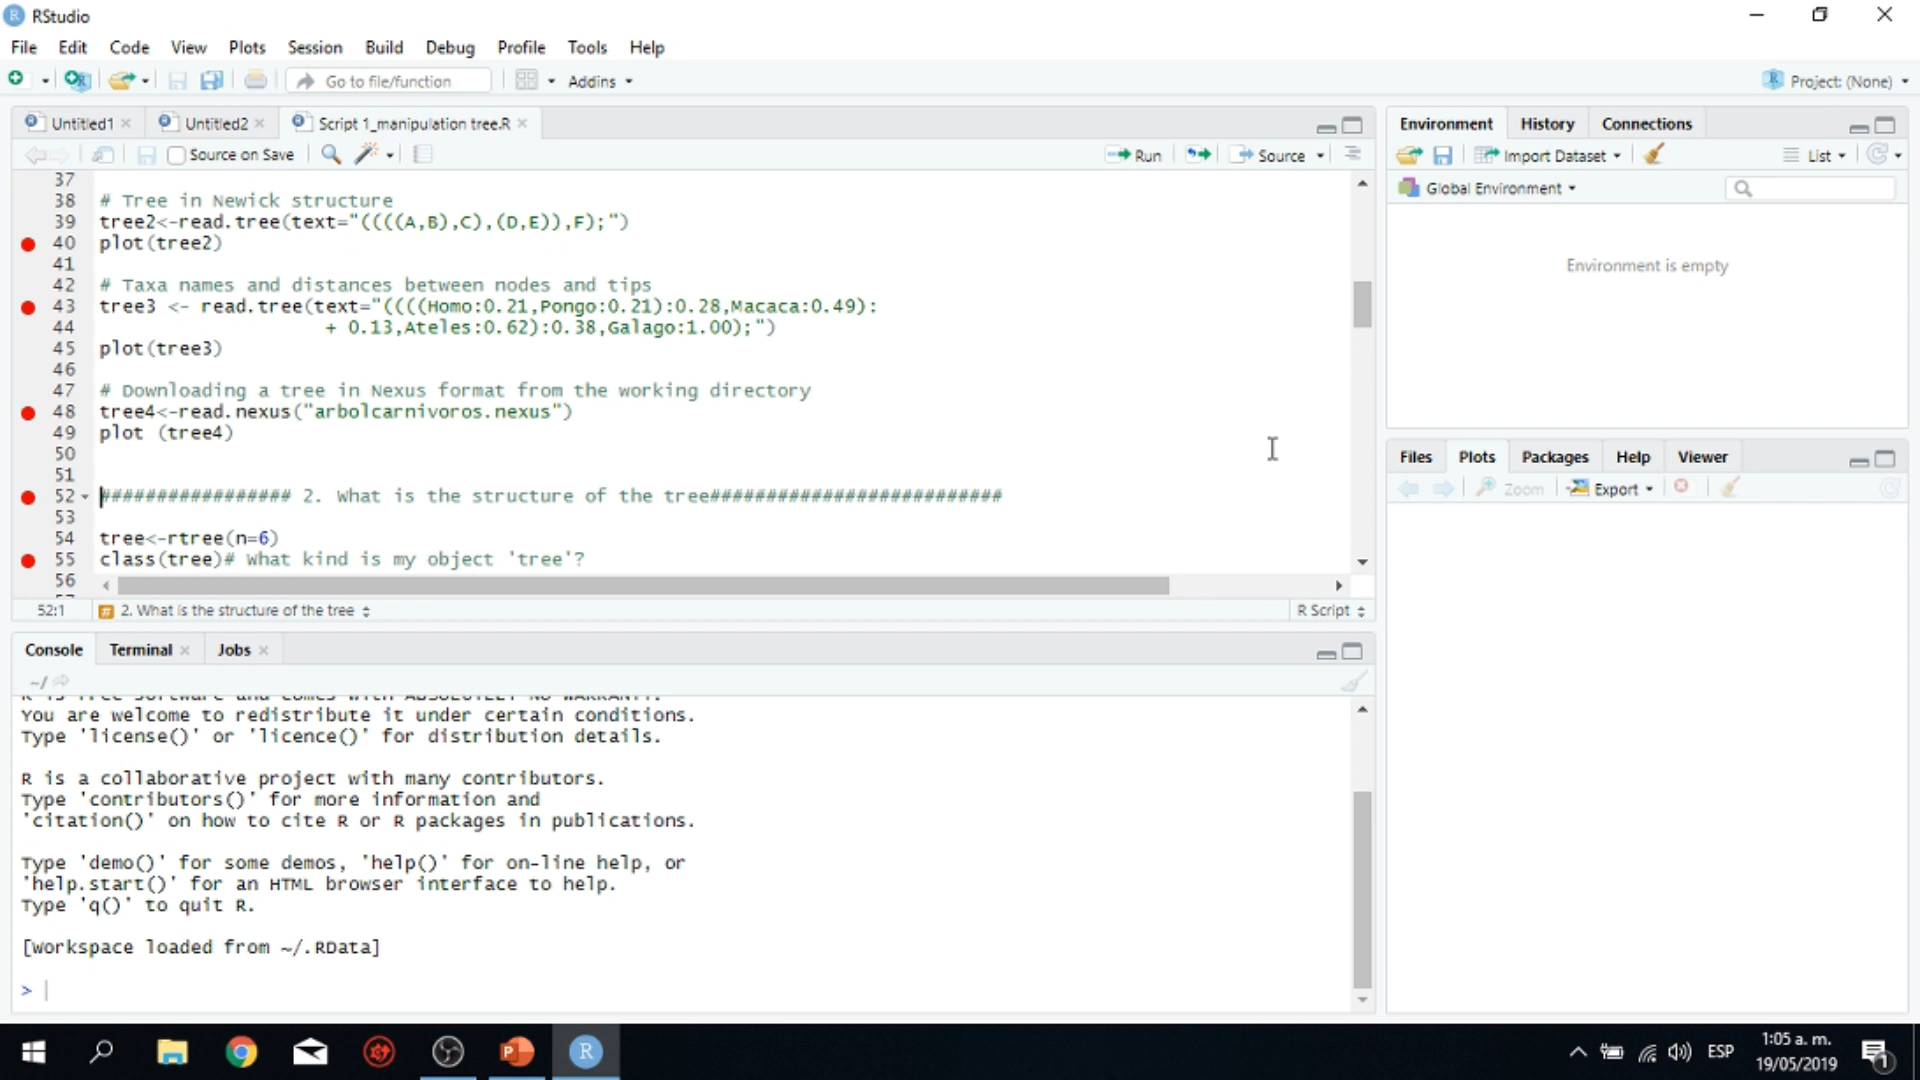 RStudio
File Edit Code View Plots Session Build Debug Profile Tools Help
Go to file/function Addins Project: (None)
Untitled1 Untitled2 Script 1_manipulation tree.R
Source on Save Run Source
37
38 # Tree in Newick structure
39 tree2<-read.tree(text="((((A,B),C),(D,E)),F);")
40 plot(tree2)
41
42 # Taxa names and distances between nodes and tips
43 tree3 <- read.tree(text="((((Homo:0.21,Pongo:0.21):0.28,Macaca:0.49):
44 + 0.13,Ateles:0.62):0.38,Galago:1.00);")
45 plot(tree3)
46
47 # Downloading a tree in Nexus format from the working directory
48 tree4<-read.nexus("arbolcarnivoros.nexus")
49 plot (tree4)
50
51
52 ################# 2. What is the structure of the tree##########################
53
54 tree<-rtree(n=6)
55 class(tree)# What kind is my object 'tree'?
56
52:1 2. What is the structure of the tree R Script
Console Terminal Jobs
~/
R is free software and comes with ABSOLUTELY NO WARRANTY.
You are welcome to redistribute it under certain conditions.
Type 'license()' or 'licence()' for distribution details.
R is a collaborative project with many contributors.
Type 'contributors()' for more information and
'citation()' on how to cite R or R packages in publications.
Type 'demo()' for some demos, 'help()' for on-line help, or
'help.start()' for an HTML browser interface to help.
Type 'q()' to quit R.
[Workspace loaded from ~/.RData]
>
Environment History Connections
Import Dataset List
Global Environment
Environment is empty
Files Plots Packages Help Viewer
Zoom Export
ESP
1:05 a. m.
19/05/2019
1